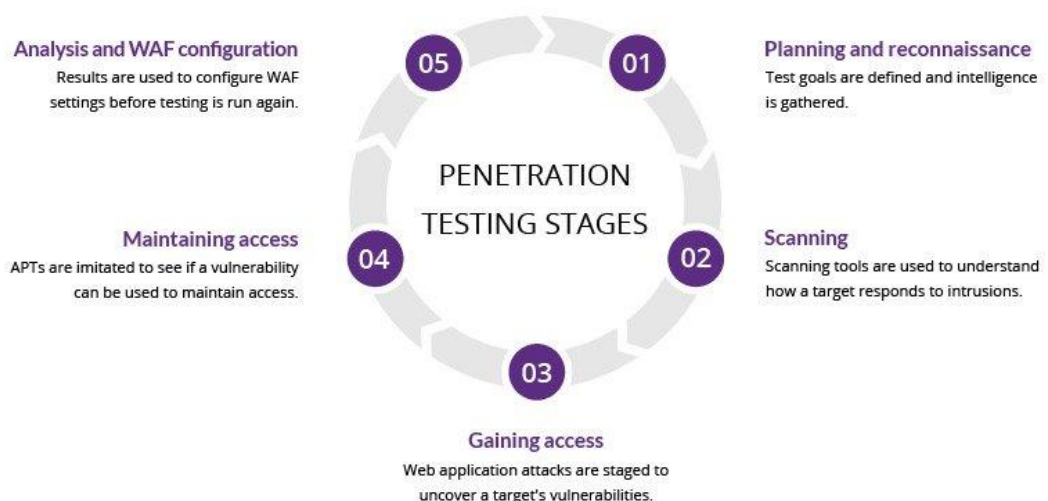 PENETRATION
TESTING STAGES
01
Planning and reconnaissance
Test goals are defined and intelligence
is gathered.
02
Scanning
Scanning tools are used to understand
how a target responds to intrusions.
03
Gaining access
Web application attacks are staged to
uncover a target's vulnerabilities.
04
Maintaining access
APTs are imitated to see if a vulnerability
can be used to maintain access.
05
Analysis and WAF configuration
Results are used to configure WAF
settings before testing is run again.